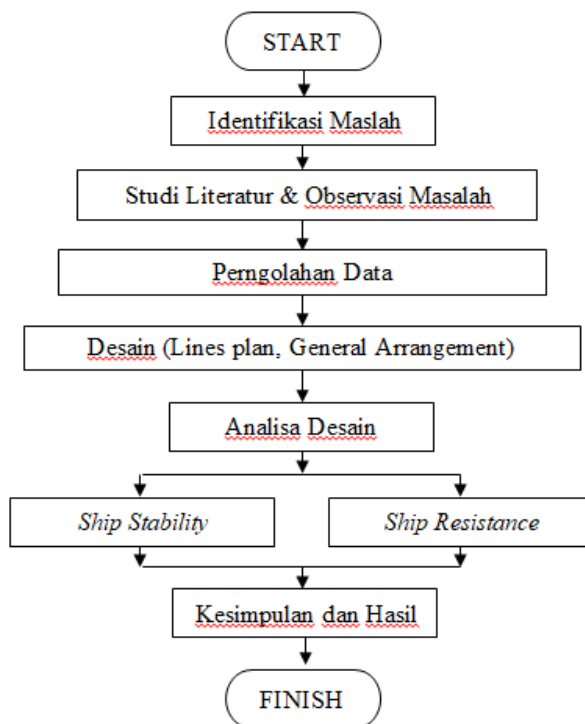 START
Identifikasi Maslah
Studi Literatur & Observasi Masalah
Perngolahan Data
Desain (Lines plan, General Arrangement)
Analisa Desain
Ship Stability
Ship Resistance
Kesimpulan dan Hasil
FINISH